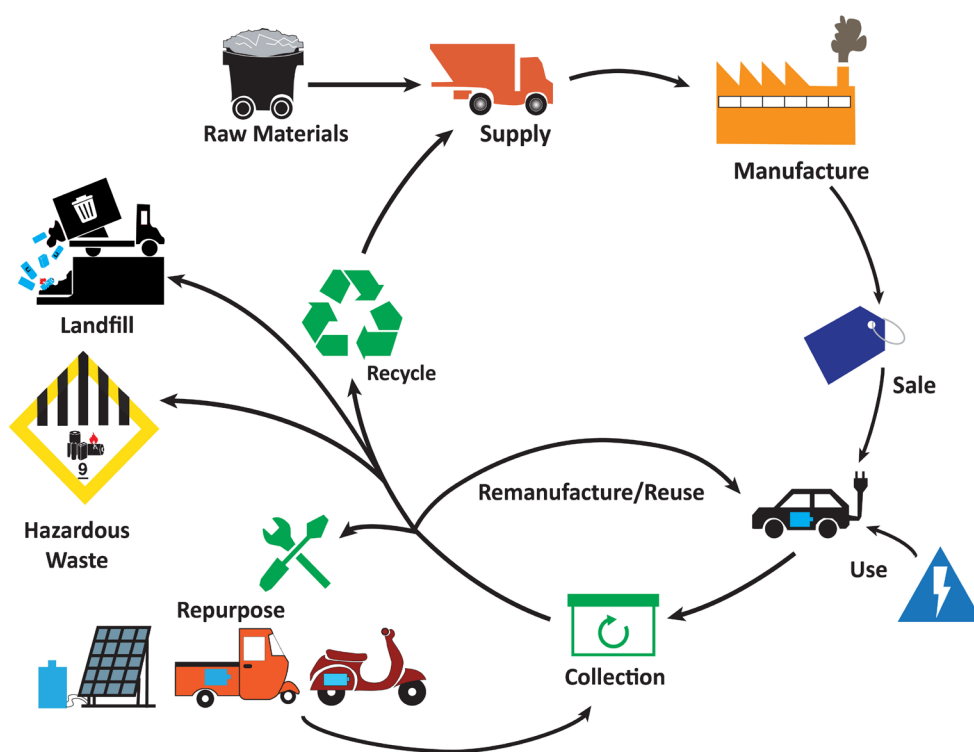 Raw Materials
Supply
Manufacture
Landfill
Recycle
Sale
Hazardous
Waste
9
Remanufacture/Reuse
Use
Repurpose
Collection